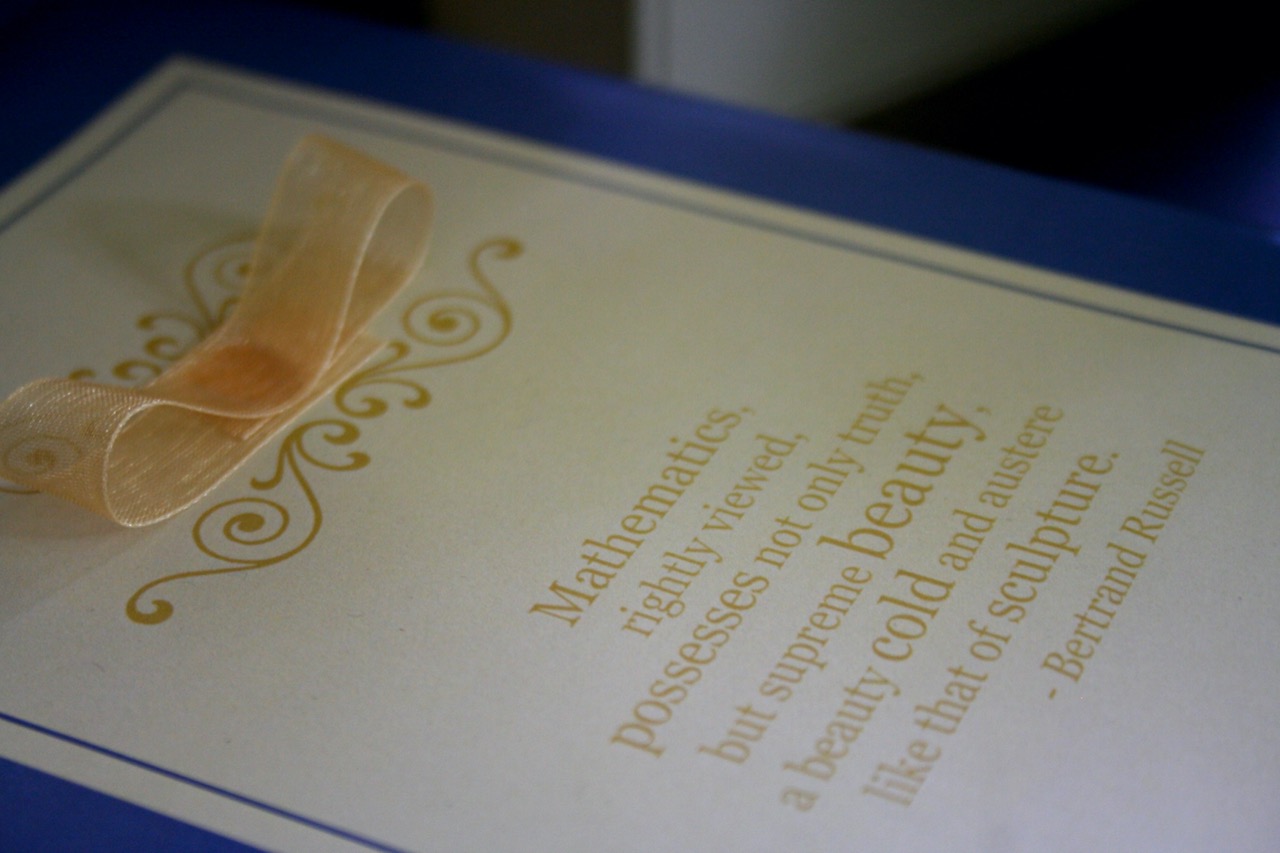 Mathematics,
rightly viewed,
possesses not only truth,
but supreme beauty,
a beauty cold and austere
like that of sculpture.
- Bertrand Russell